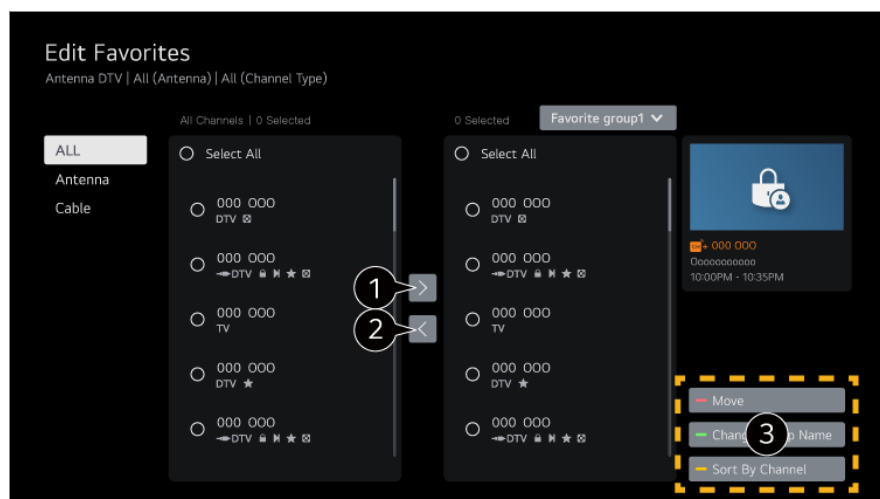 Edit Favorites
Antenna DTV | All (Antenna) | All (Channel Type)
All Channels | 0 Selected
0 Selected
Favorite group1
ALL
Antenna
Cable
Select All
000 000
DTV
000 000
DTV
000 000
TV
000 000
DTV
000 000
DTV
1
2
Select All
000 000
DTV
000 000
DTV
000 000
TV
000 000
DTV
000 000
DTV
000 000
Ooooooooooo
10:00PM - 10:35PM
Move
3
Name
Sort By Channel